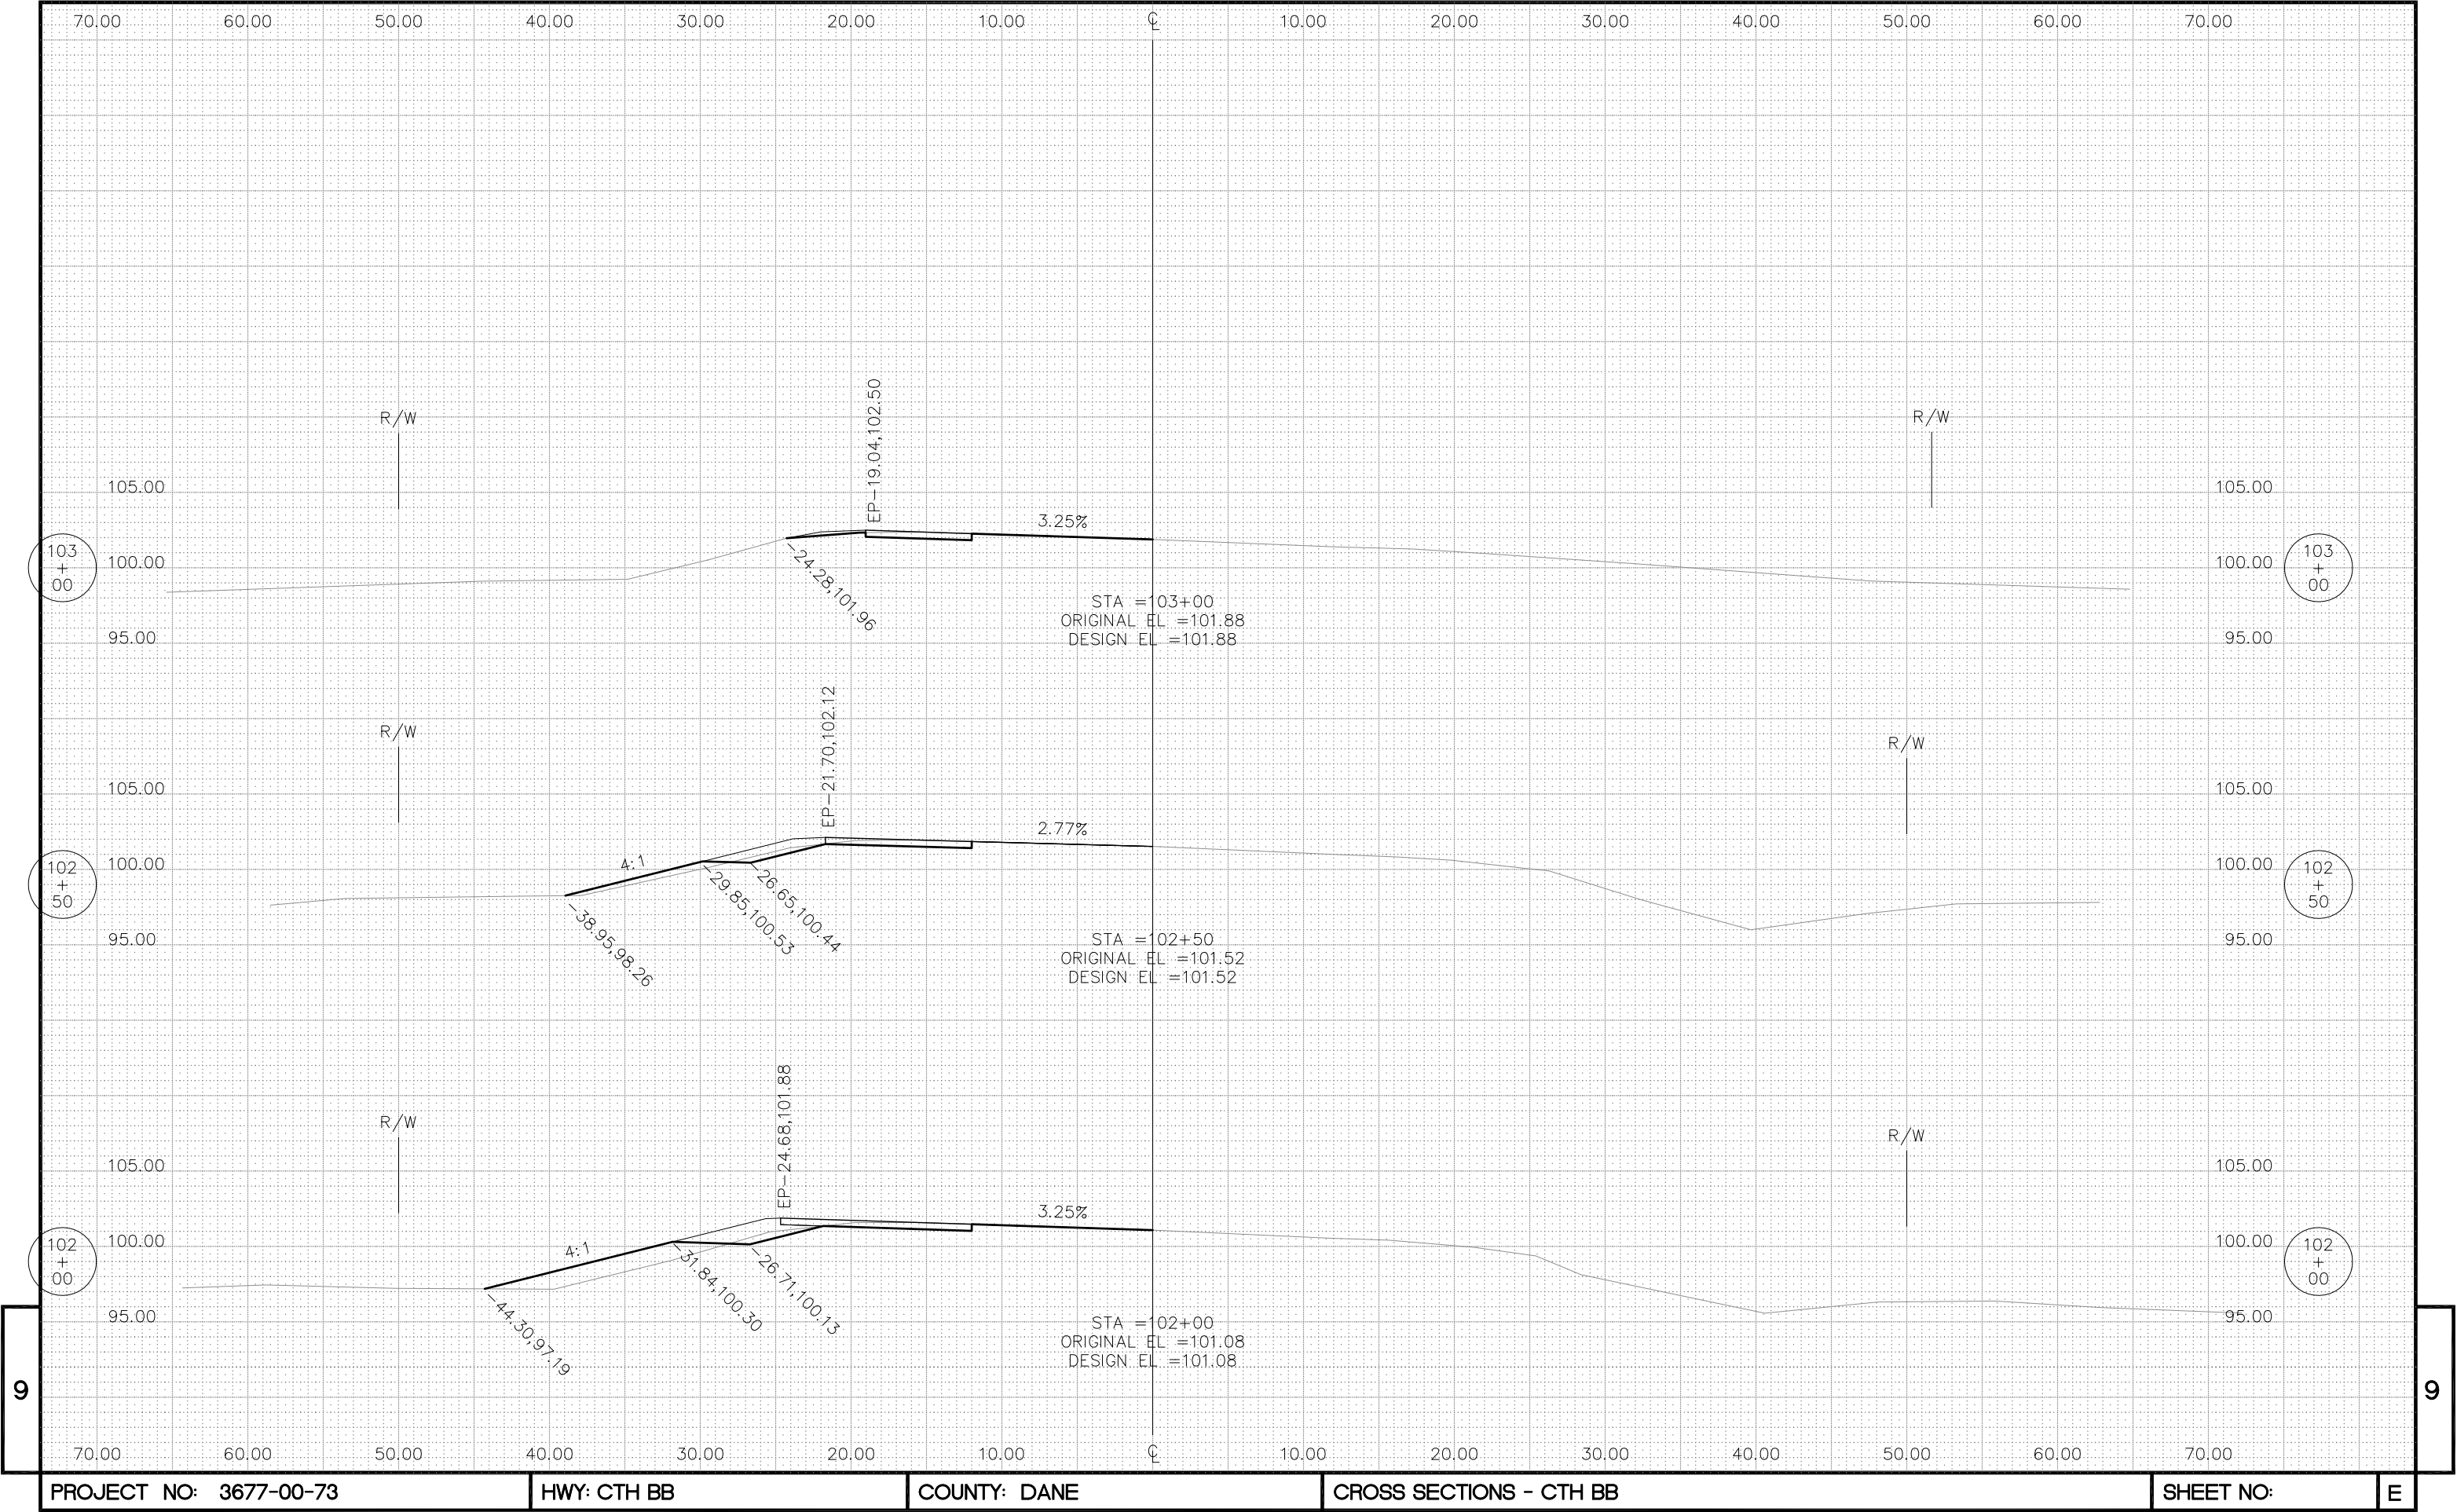 70.00 60.00 50.00 40.00 30.00 20.00 10.00 ℄ 10.00 20.00 30.00 40.00 50.00 60.00 70.00
R/W
R/W
EP-19.04,102.50
105.00
105.00
3.25%
103
+
00
100.00
100.00
103
+
00
-24.28,101.96
95.00
95.00
STA =103+00
ORIGINAL EL =101.88
DESIGN EL =101.88
R/W
R/W
EP-21.70,102.12
105.00
105.00
2.77%
4:1
102
+
50
100.00
100.00
102
+
50
-38.95,98.26
-29.85,100.53
-26.65,100.44
95.00
95.00
STA =102+50
ORIGINAL EL =101.52
DESIGN EL =101.52
R/W
R/W
EP-24.68,101.88
105.00
105.00
3.25%
4:1
102
+
00
100.00
100.00
102
+
00
-44.30,97.19
-31.84,100.30
-26.71,100.13
95.00
95.00
STA =102+00
ORIGINAL EL =101.08
DESIGN EL =101.08
9
9
70.00 60.00 50.00 40.00 30.00 20.00 10.00 ℄ 10.00 20.00 30.00 40.00 50.00 60.00 70.00
PROJECT NO: 3677-00-73 HWY: CTH BB COUNTY: DANE CROSS SECTIONS - CTH BB SHEET NO: E